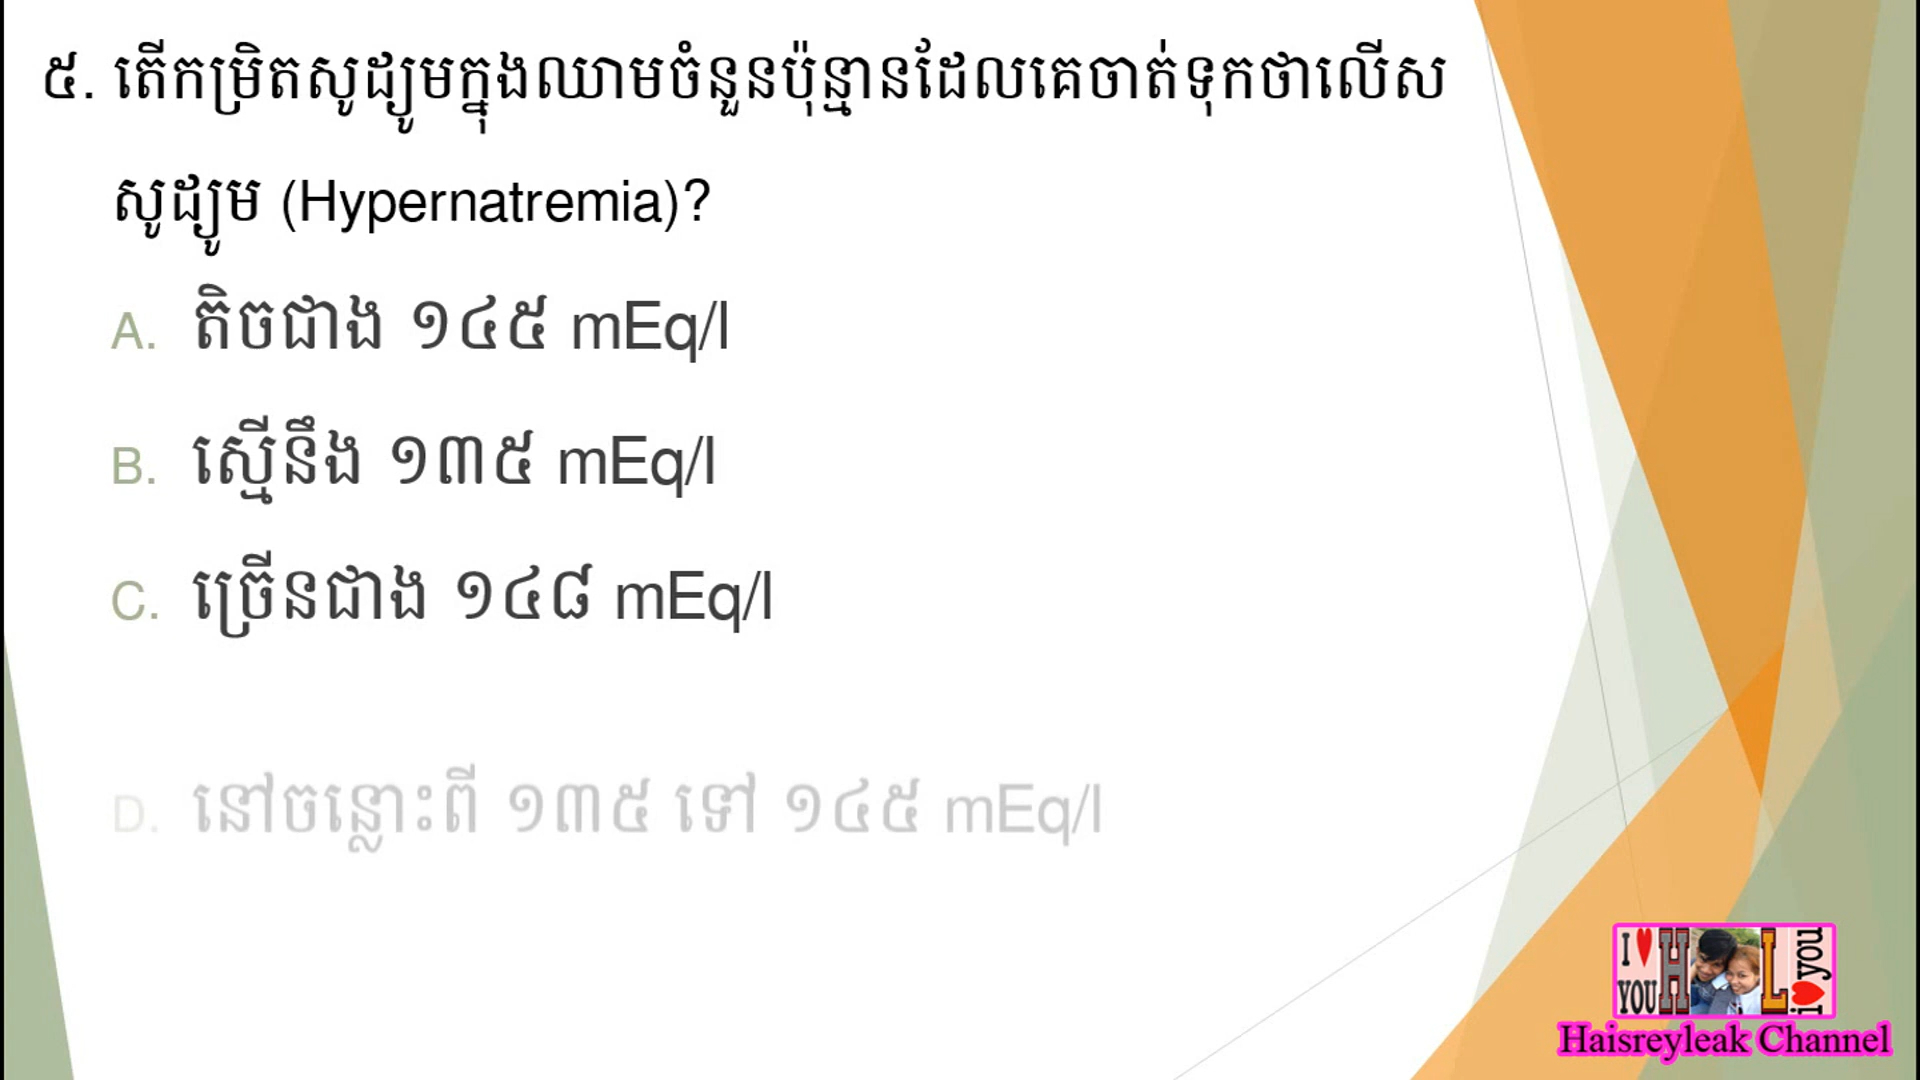 ៥. តើកម្រិតសូដ្យូមក្នុងឈាមចំនួនប៉ុន្មានដែលគេចាត់ទុកថាលើស
សូដ្យូម (Hypernatremia)?
A. តិចជាង ១៤៥ mEq/l
B. ស្មើនឹង ១៣៥ mEq/l
C. ច្រើនជាង ១៤៨ mEq/l
D. នៅចន្លោះពី ១៣៥ ទៅ ១៤៥ mEq/l
I ♥ YOU H L i ♥ you
Haisreyleak Channel